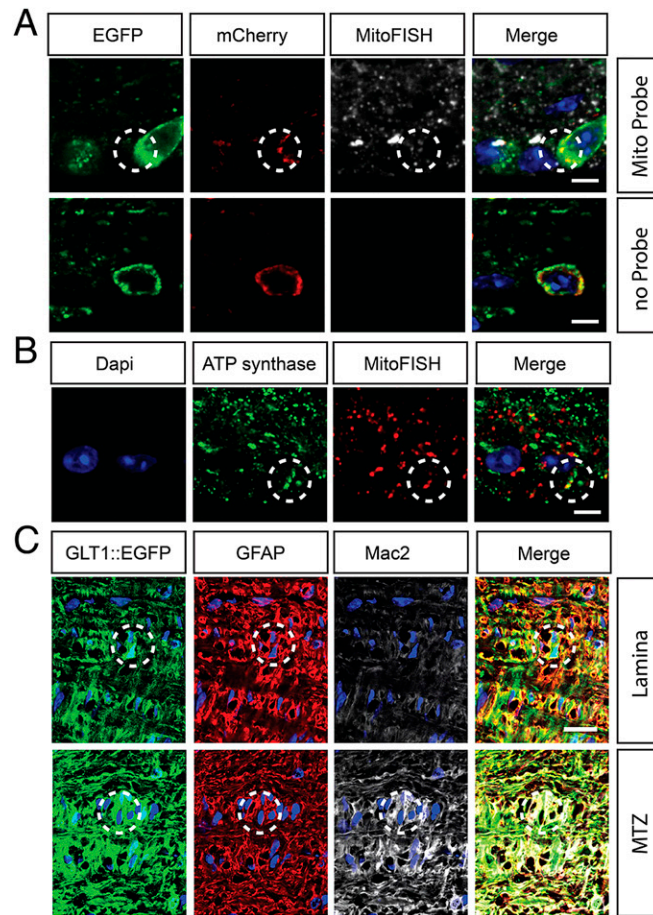 A
EGFP mCherry MitoFISH Merge
Mito Probe
no Probe
B
Dapi ATP synthase MitoFISH Merge
C
GLT1::EGFP GFAP Mac2 Merge
Lamina
MTZ